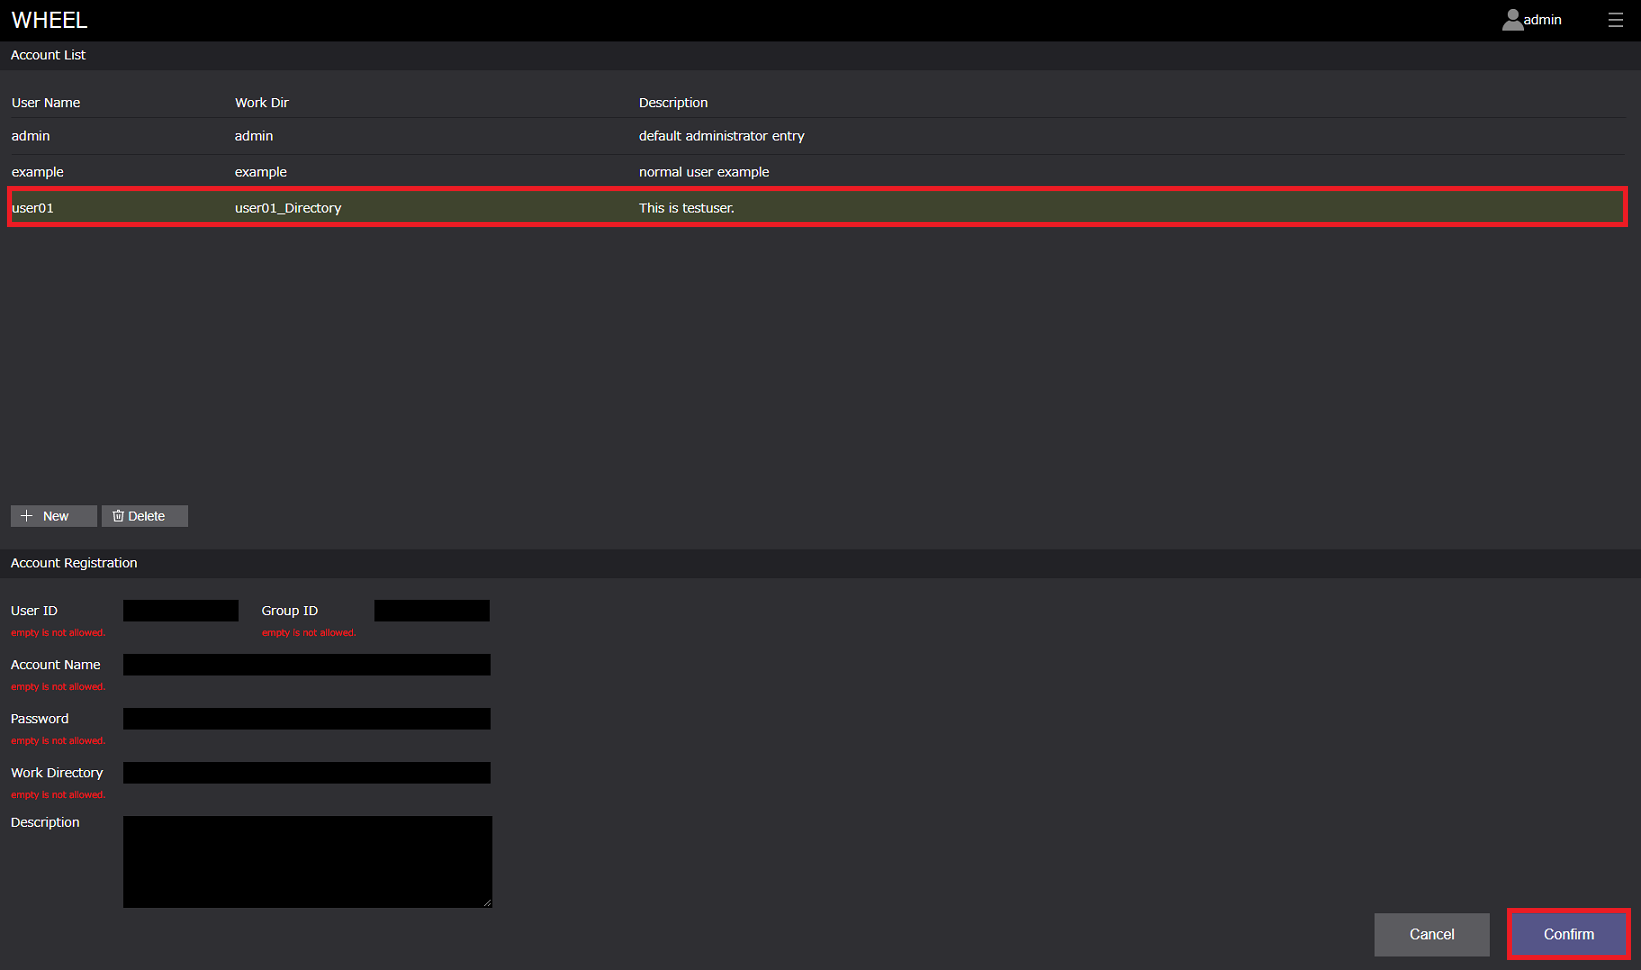 WHEEL
admin
Account List
User Name Work Dir Description
admin admin default administrator entry
example example normal user example
user01 user01_Directory This is testuser.
New Delete
Account Registration
User ID Group ID
empty is not allowed. empty is not allowed.
Account Name
empty is not allowed.
Password
empty is not allowed.
Work Directory
empty is not allowed.
Description
Cancel Confirm